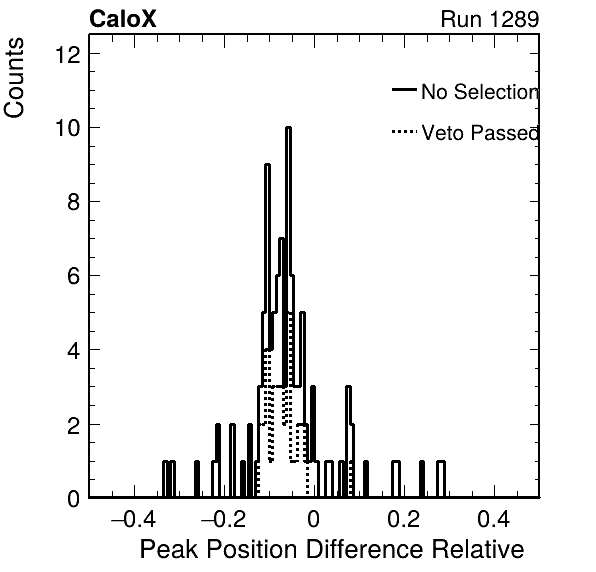 CaloX Run 1289
Counts
12
10
8
6
4
2
0
No Selection
Veto Passed
−0.4 −0.2 0 0.2 0.4
Peak Position Difference Relative